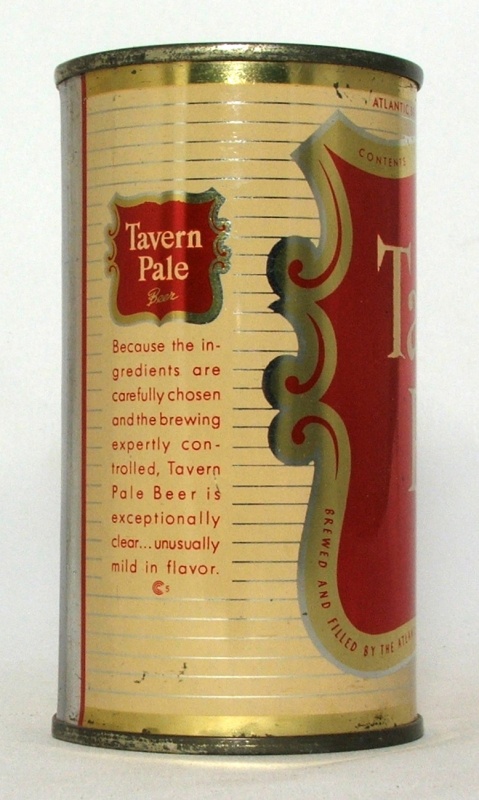 ATLANTIC
CONTENTS
Tavern
Pale
Beer
Because the in-
gredients are
carefully chosen
and the brewing
expertly con-
trolled, Tavern
Pale Beer is
exceptionally
clear... unusually
mild in flavor.
BREWED AND FILLED BY THE